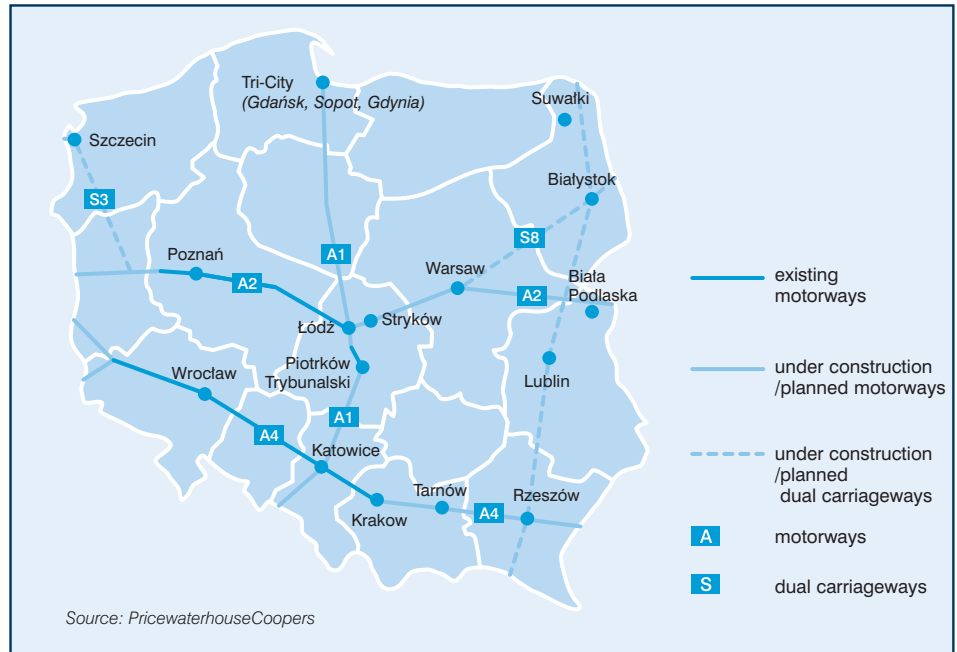 Tri-City
(Gdańsk, Sopot, Gdynia)
Suwałki
Szczecin
Białystok
S3
S8
Poznań
A1
Warsaw
Biała
Podlaska
A2
A2
Łódź
Stryków
Piotrków
Trybunalski
Wrocław
Lublin
A1
A4
Katowice
Tarnów
Rzeszów
A4
Krakow
existing
motorways
under construction
/planned motorways
under construction
/planned
dual carriageways
A
motorways
S
dual carriageways
Source: PricewaterhouseCoopers